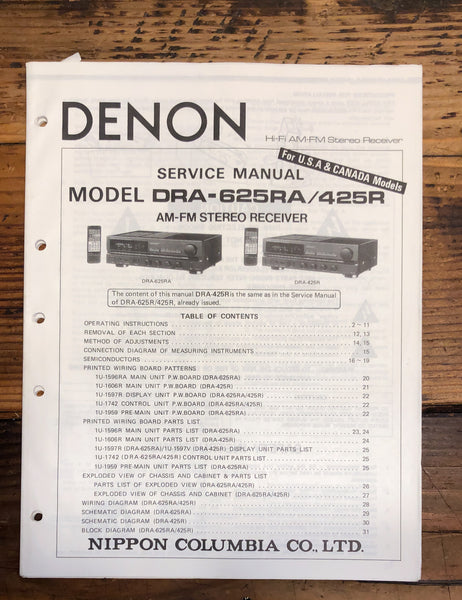 DENON
Hi-Fi AM-FM Stereo Receiver
For U.S.A & CANADA Models
SERVICE MANUAL
MODEL DRA-625RA/425R
AM-FM STEREO RECEIVER
DRA-625RA
DRA-425R
The content of this manual DRA-425R is the same as in the Service Manual
of DRA-625R/425R, already issued.
TABLE OF CONTENTS
OPERATING INSTRUCTIONS 2 ~ 11
REMOVAL OF EACH SECTION 12, 13
METHOD OF ADJUSTMENTS 14, 15
CONNECTION DIAGRAM OF MEASURING INSTRUMENTS 15
SEMICONDUCTORS 16 ~ 19
PRINTED WIRING BOARD PATTERNS
1U-1596RA MAIN UNIT P.W.BOARD (DRA-625RA) 20
1U-1606R MAIN UNIT P.W.BOARD (DRA-425R) 21
1U-1597R DISPLAY UNIT P.W.BOARD (DRA-625RA/425R) 22
1U-1742 CONTROL UNIT P.W.BOARD (DRA-625RA/425R) 22
1U-1959 PRE-MAIN UNIT P.W.BOARD (DRA-625RA) 22
PRINTED WIRING BOARD PARTS LIST
1U-1596R MAIN UNIT PARTS LIST (DRA-625RA) 23, 24
1U-1606R MAIN UNIT PARTS LIST (DRA-425R) 24
1U-1597R (DRA-625RA)/1U-1597V (DRA-425R) DISPLAY UNIT PARTS LIST 25
1U-1742 (DRA-625RA/425R) CONTROL UNIT PARTS LIST 25
1U-1959 PRE-MAIN UNIT PARTS LIST (DRA-625RA) 25
EXPLODED VIEW OF CHASSIS AND CABINET & PARTS LIST
PARTS LIST OF EXPLODED VIEW (DRA-625RA/425R) 26
EXPLODED VIEW OF CHASSIS AND CABINET (DRA-625RA/425R) 27
WIRING DIAGRAM (DRA-625RA/425R) 28
SCHEMATIC DIAGRAM (DRA-625RA) 29
SCHEMATIC DIAGRAM (DRA-425R) 30
BLOCK DIAGRAM (DRA-625RA/425R) 31
NIPPON COLUMBIA CO., LTD.